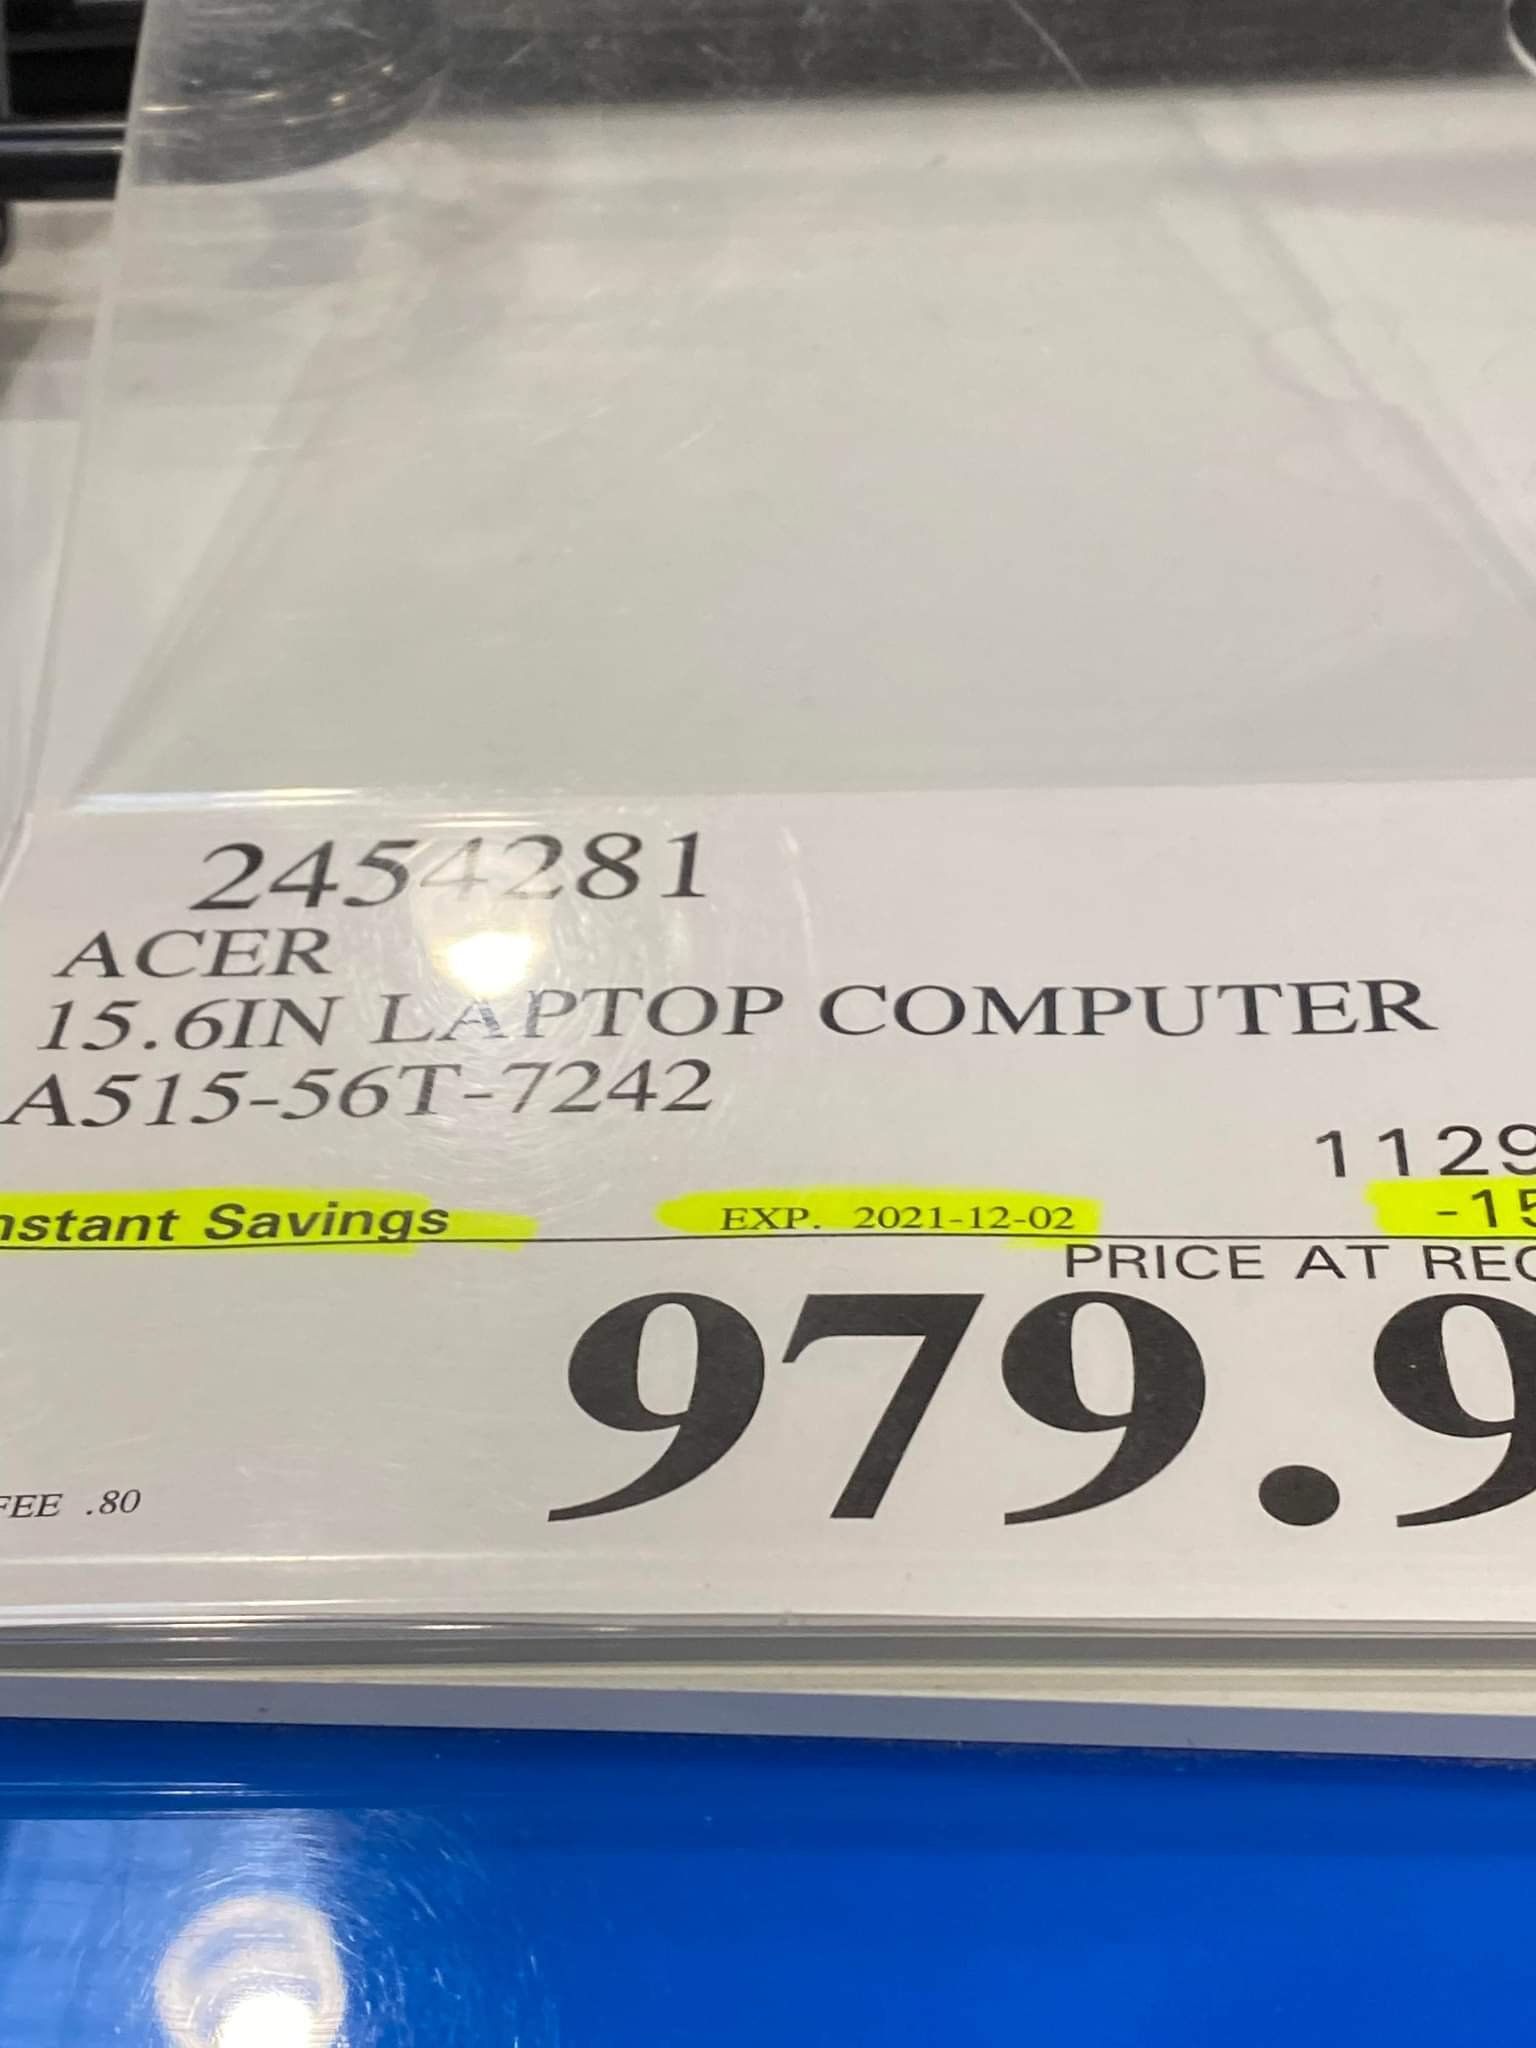 2454281
ACER
15.6IN LAPTOP COMPUTER
A515-56T-7242
1129
nstant Savings EXP. 2021-12-02 -15
PRICE AT REG
979.9
FEE .80